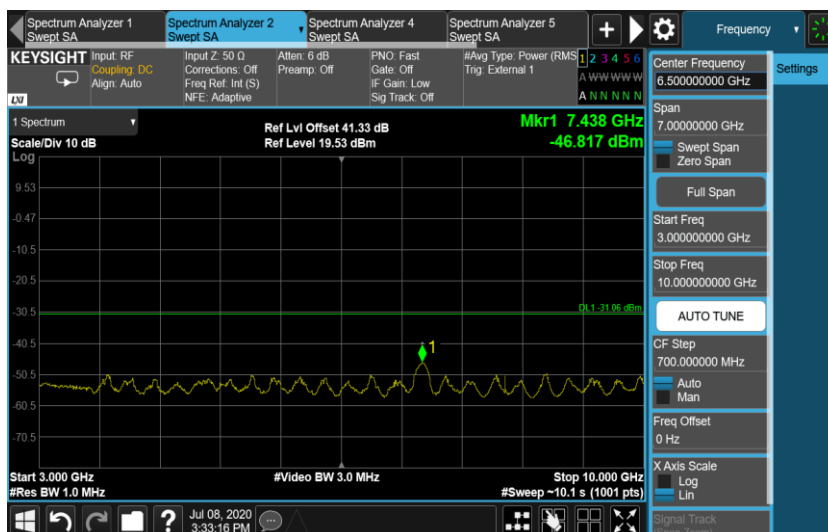 Spectrum Analyzer 1
Swept SA
Spectrum Analyzer 2
Swept SA
Spectrum Analyzer 4
Swept SA
Spectrum Analyzer 5
Swept SA
+
Frequency
KEYSIGHT
LXI
Input: RF
Coupling: DC
Align: Auto
Input Z: 50 Ω
Corrections: Off
Freq Ref: Int (S)
NFE: Adaptive
Atten: 6 dB
Preamp: Off
PNO: Fast
Gate: Off
IF Gain: Low
Sig Track: Off
#Avg Type: Power (RMS
Trig: External 1
1 2 3 4 5 6
A W W W W W
A N N N N N
1 Spectrum
Scale/Div 10 dB
Log
Ref Lvl Offset 41.33 dB
Ref Level 19.53 dBm
Mkr1 7.438 GHz
-46.817 dBm
9.53
-0.47
-10.5
-20.5
-30.5
DL1 -31.06 dBm
-40.5
1
-50.5
-60.5
-70.5
Start 3.000 GHz
#Res BW 1.0 MHz
#Video BW 3.0 MHz
Stop 10.000 GHz
#Sweep ~10.1 s (1001 pts)
Jul 08, 2020
3:33:16 PM
?
Center Frequency
6.500000000 GHz
Settings
Span
7.00000000 GHz
Swept Span
Zero Span
Full Span
Start Freq
3.000000000 GHz
Stop Freq
10.000000000 GHz
AUTO TUNE
CF Step
700.000000 MHz
Auto
Man
Freq Offset
0 Hz
X Axis Scale
Log
Lin
Signal Track